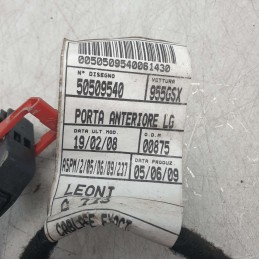 0050509540061430
N° DISEGNO VETTURA
50509540 955GSX
PORTA ANTERIORE LG
DATA ULT MOD. O.D.M
19/02/08 00875
ASPM/2/05/06/09/237 DATA PRODUZ
05/06/09
LEONI